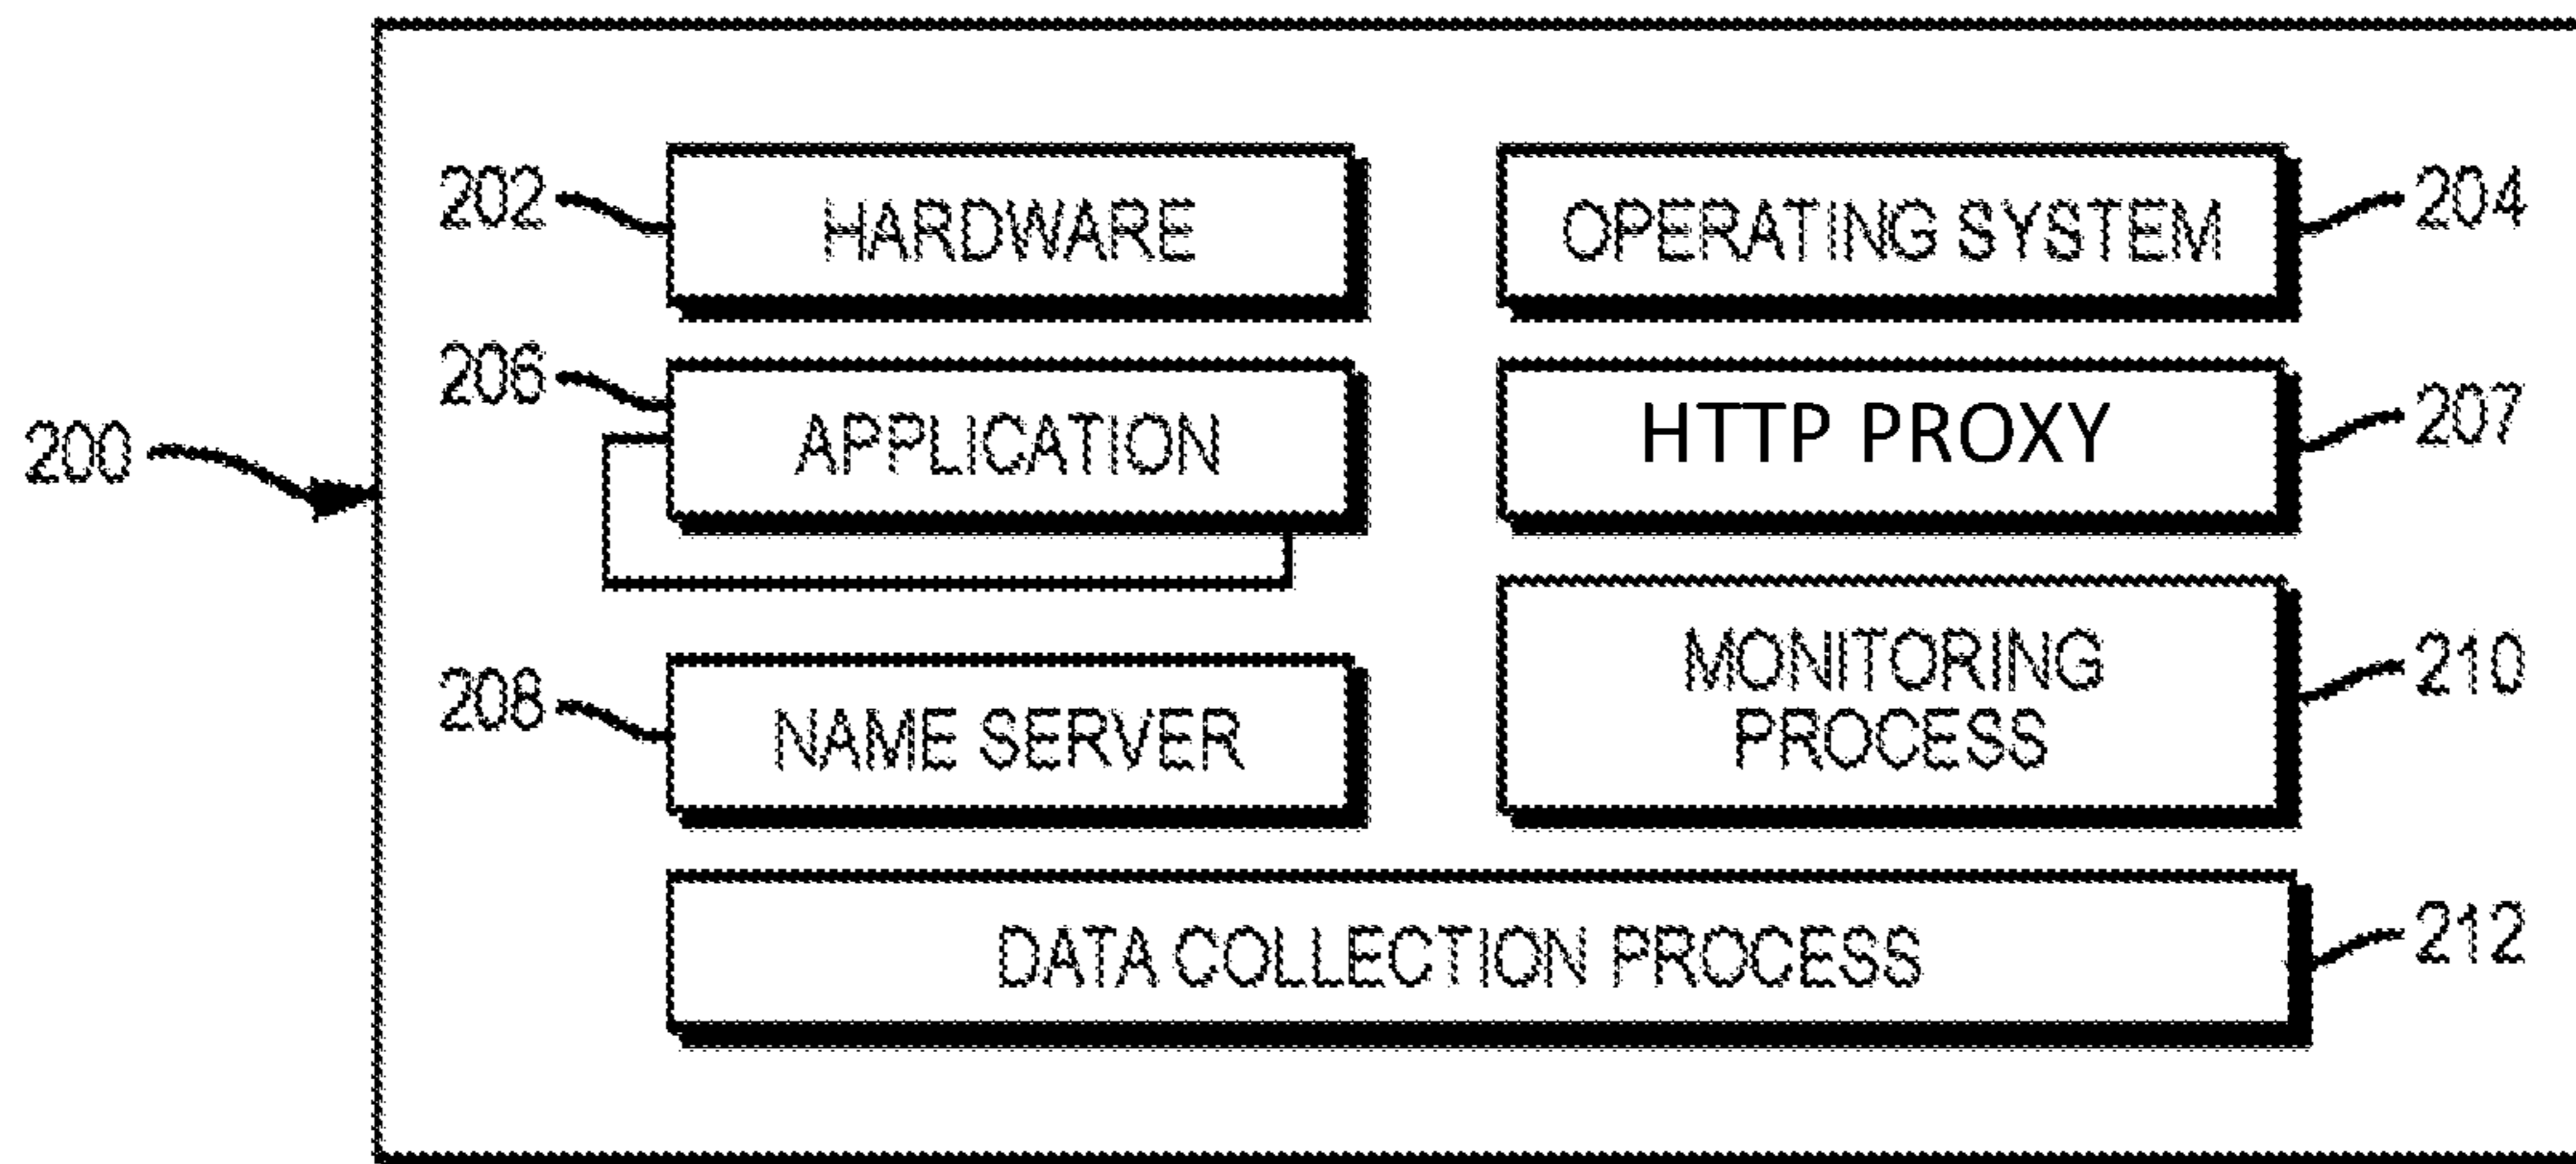 202 HARDWARE OPERATING SYSTEM 204
206 APPLICATION HTTP PROXY 207
200
208 NAME SERVER MONITORING
PROCESS 210
DATA COLLECTION PROCESS 212